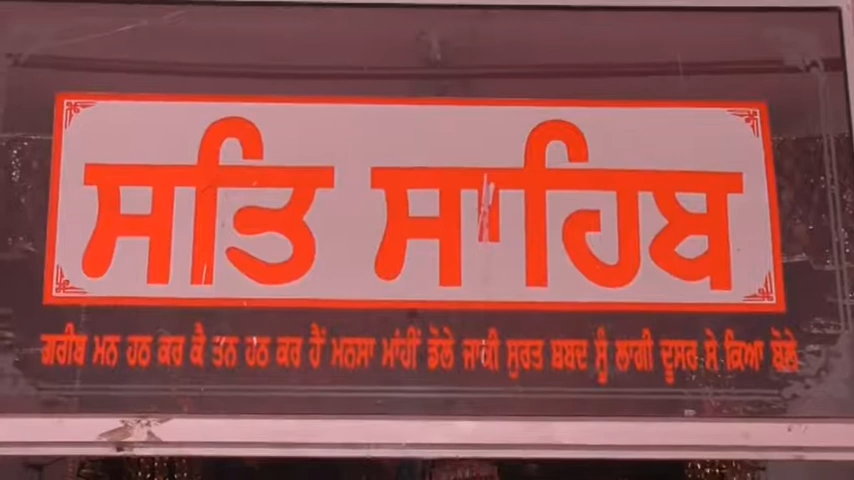 ਸਤਿ ਸਾਹਿਬ
ਗਰੀਬ ਮਨ ਹਠ ਕਰ ਕੈ ਤਨ ਹਠ ਕਰ ਹੈਂ ਮਨਸਾ ਮਾਂਹੀ ਡੋਲੇ ਜਾਕੀ ਸੁਰਤ ਸ਼ਬਦ ਸੂੰ ਲਾਗੀ ਦੂਸਰ ਸੇ ਕਿਆ ਬੋਲੇ